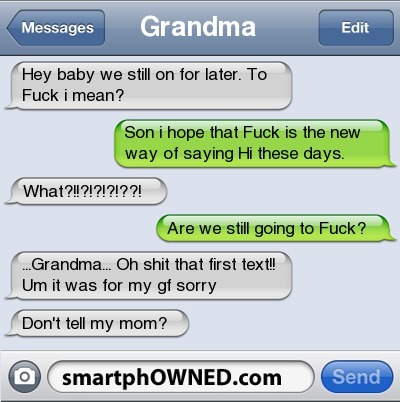 Messages
Grandma
Edit
Hey baby we still on for later. To
Fuck i mean?
Son i hope that Fuck is the new
way of saying Hi these days.
What?!!?!?!?!??!
Are we still going to Fuck?
...Grandma... Oh shit that first text!!
Um it was for my gf sorry
Don't tell my mom?
smartphOWNED.com
Send